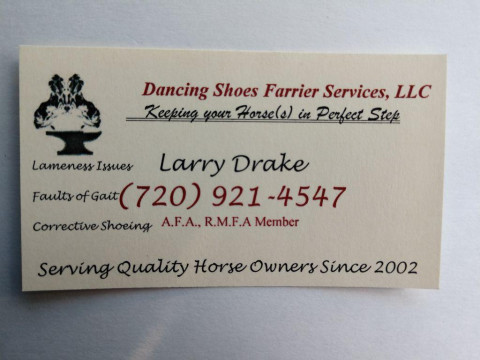 Dancing Shoes Farrier Services, LLC
Keeping your Horse(s) in Perfect Step
Lameness Issues
Larry Drake
Faults of Gait
(720) 921-4547
Corrective Shoeing
A.F.A., R.M.F.A Member
Serving Quality Horse Owners Since 2002